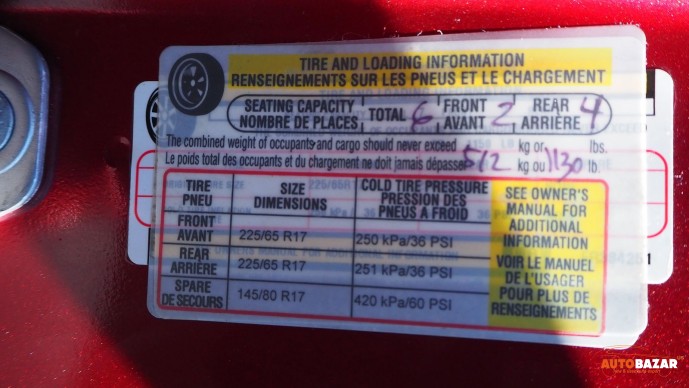 TIRE AND LOADING INFORMATION
RENSEIGNEMENTS SUR LES PNEUS ET LE CHARGEMENT
SEATING CAPACITY
NOMBRE DE PLACES
TOTAL 6
FRONT
AVANT 2
REAR
ARRIÈRE 4
The combined weight of occupants and cargo should never exceed 512 kg or 1130 lbs.
Le poids total des occupants et du chargement ne doit jamais dépasser kg ou lb.
TIRE
PNEU
SIZE
DIMENSIONS
COLD TIRE PRESSURE
PRESSION DES
PNEUS A FROID
FRONT
AVANT
225/65 R17
250 kPa/36 PSI
REAR
ARRIÈRE
225/65 R17
251 kPa/36 PSI
SPARE
DE SECOURS
145/80 R17
420 kPa/60 PSI
SEE OWNER'S
MANUAL FOR
ADDITIONAL
INFORMATION
VOIR LE MANUEL
DE L'USAGER
POUR PLUS DE
RENSEIGNEMENTS
AUTOBAZAR